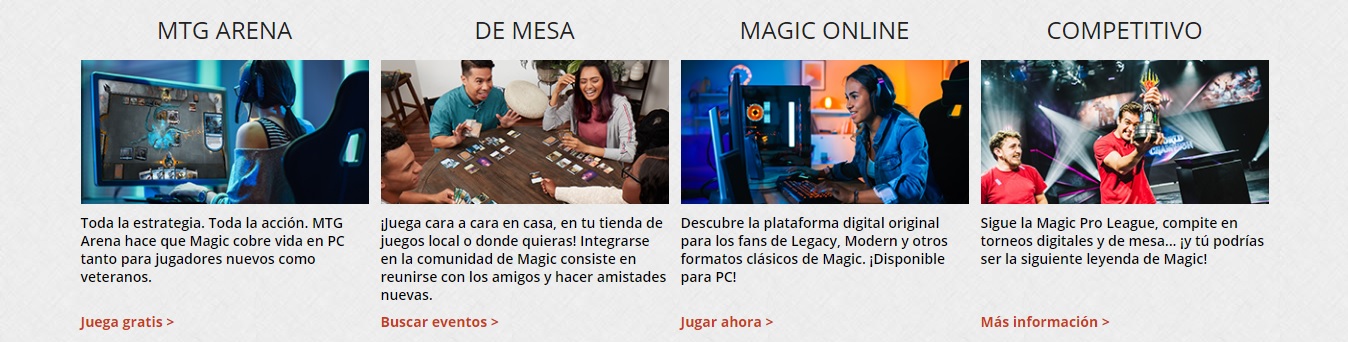 MTG ARENA
Toda la estrategia. Toda la acción. MTG
Arena hace que Magic cobre vida en PC
tanto para jugadores nuevos como
veteranos.
Juega gratis >
DE MESA
¡Juega cara a cara en casa, en tu tienda de
juegos local o donde quieras! Integrarse
en la comunidad de Magic consiste en
reunirse con los amigos y hacer amistades
nuevas.
Buscar eventos >
MAGIC ONLINE
Descubre la plataforma digital original
para los fans de Legacy, Modern y otros
formatos clásicos de Magic. ¡Disponible
para PC!
Jugar ahora >
COMPETITIVO
WORLD
CHAMPION
Sigue la Magic Pro League, compite en
torneos digitales y de mesa... ¡y tú podrías
ser la siguiente leyenda de Magic!
Más información >